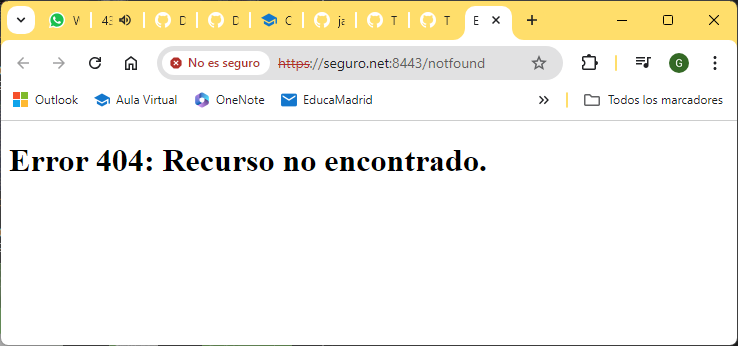 W 43 D D C ja T T E
No es seguro https://seguro.net:8443/notfound G
Outlook Aula Virtual OneNote EducaMadrid » Todos los marcadores
Error 404: Recurso no encontrado.